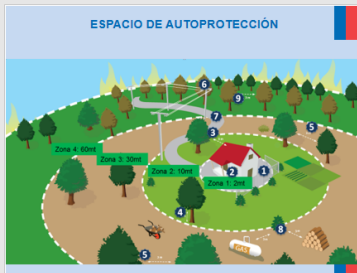 ESPACIO DE AUTOPROTECCIÓN
6
9
7
3
5
Zona 4: 60mt
Zona 3: 30mt
Zona 2: 10mt
2
1
Zona 1: 2mt
4
8
5
GAS